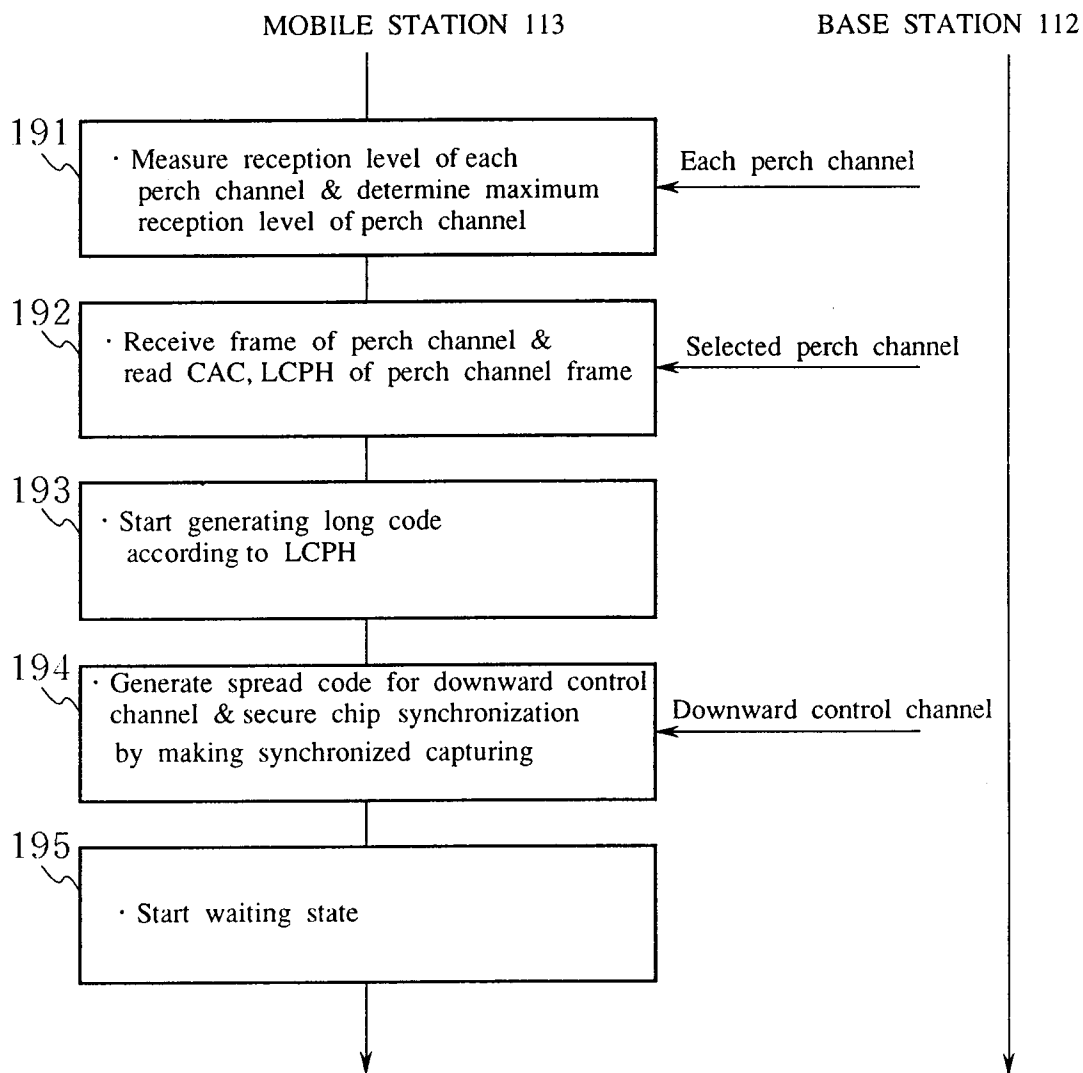 MOBILE STATION 113
BASE STATION 112
191
· Measure reception level of each
perch channel & determine maximum
reception level of perch channel
Each perch channel
192
· Receive frame of perch channel &
read CAC, LCPH of perch channel frame
Selected perch channel
193
· Start generating long code
according to LCPH
194
· Generate spread code for downward control
channel & secure chip synchronization
by making synchronized capturing
Downward control channel
195
· Start waiting state